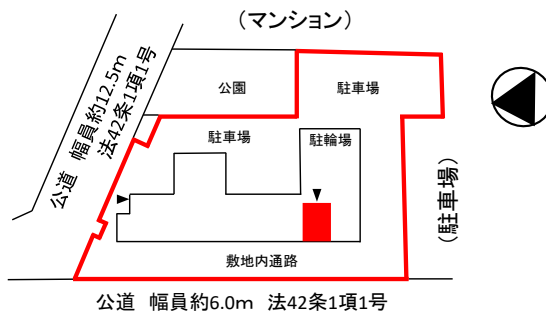 （マンション）
公道　幅員約12.5ｍ
法42条1項1号
公園
駐車場
駐車場
駐輪場
（駐車場）
敷地内通路
公道　幅員約6.0ｍ　法42条1項1号